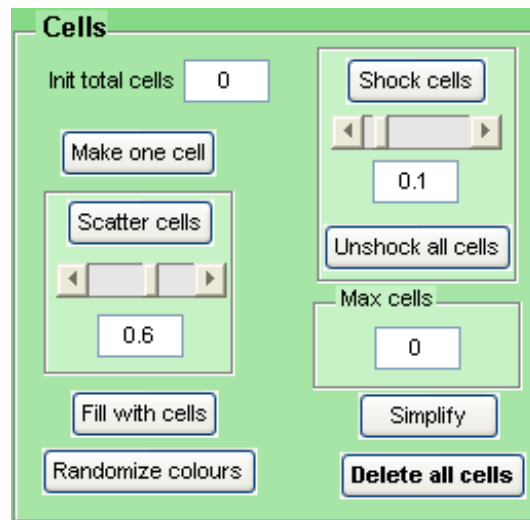 Cells
Init total cells 0
Make one cell
Scatter cells
0.6
Fill with cells
Randomize colours
Shock cells
0.1
Unshock all cells
Max cells
0
Simplify
Delete all cells